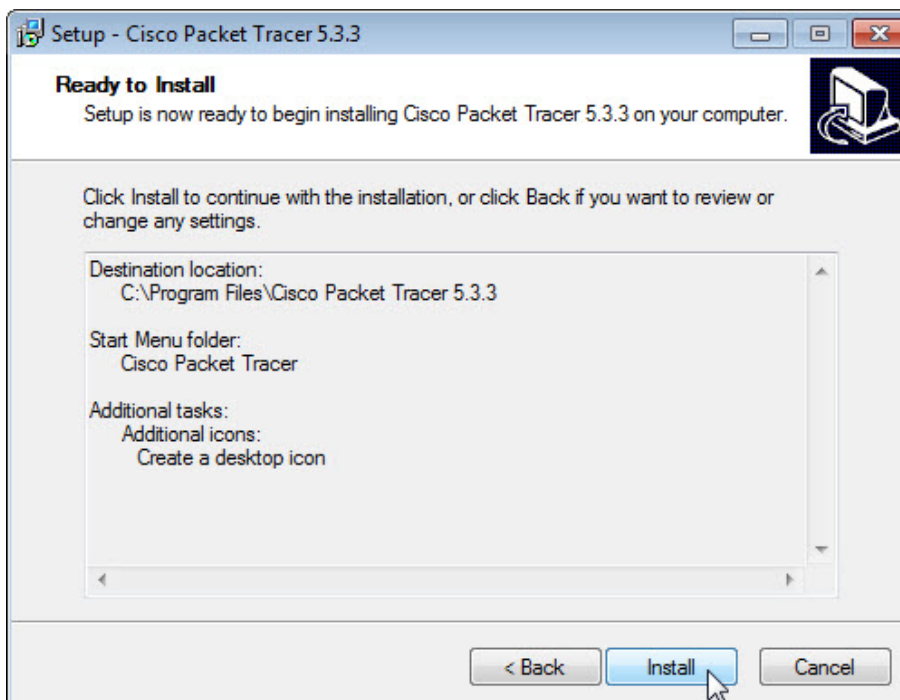 Setup - Cisco Packet Tracer 5.3.3
Ready to Install
Setup is now ready to begin installing Cisco Packet Tracer 5.3.3 on your computer.
Click Install to continue with the installation, or click Back if you want to review or
change any settings.
Destination location:
C:\Program Files\Cisco Packet Tracer 5.3.3
Start Menu folder:
Cisco Packet Tracer
Additional tasks:
Additional icons:
Create a desktop icon
< Back Install Cancel